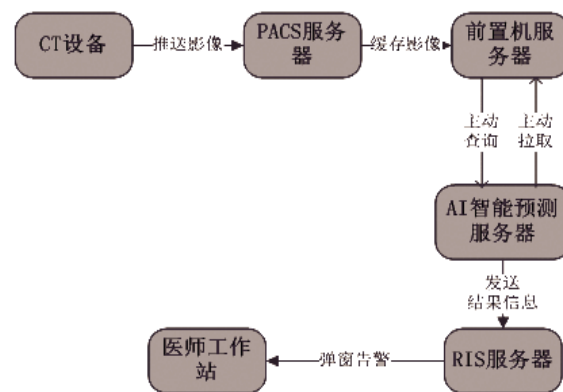 CT设备
推送影像
PACS服务
器
缓存影像
前置机服
务器
主动
查询
主动
拉取
AI智能预测
服务器
发送
结果信息
RIS服务器
弹窗告警
医师工作
站